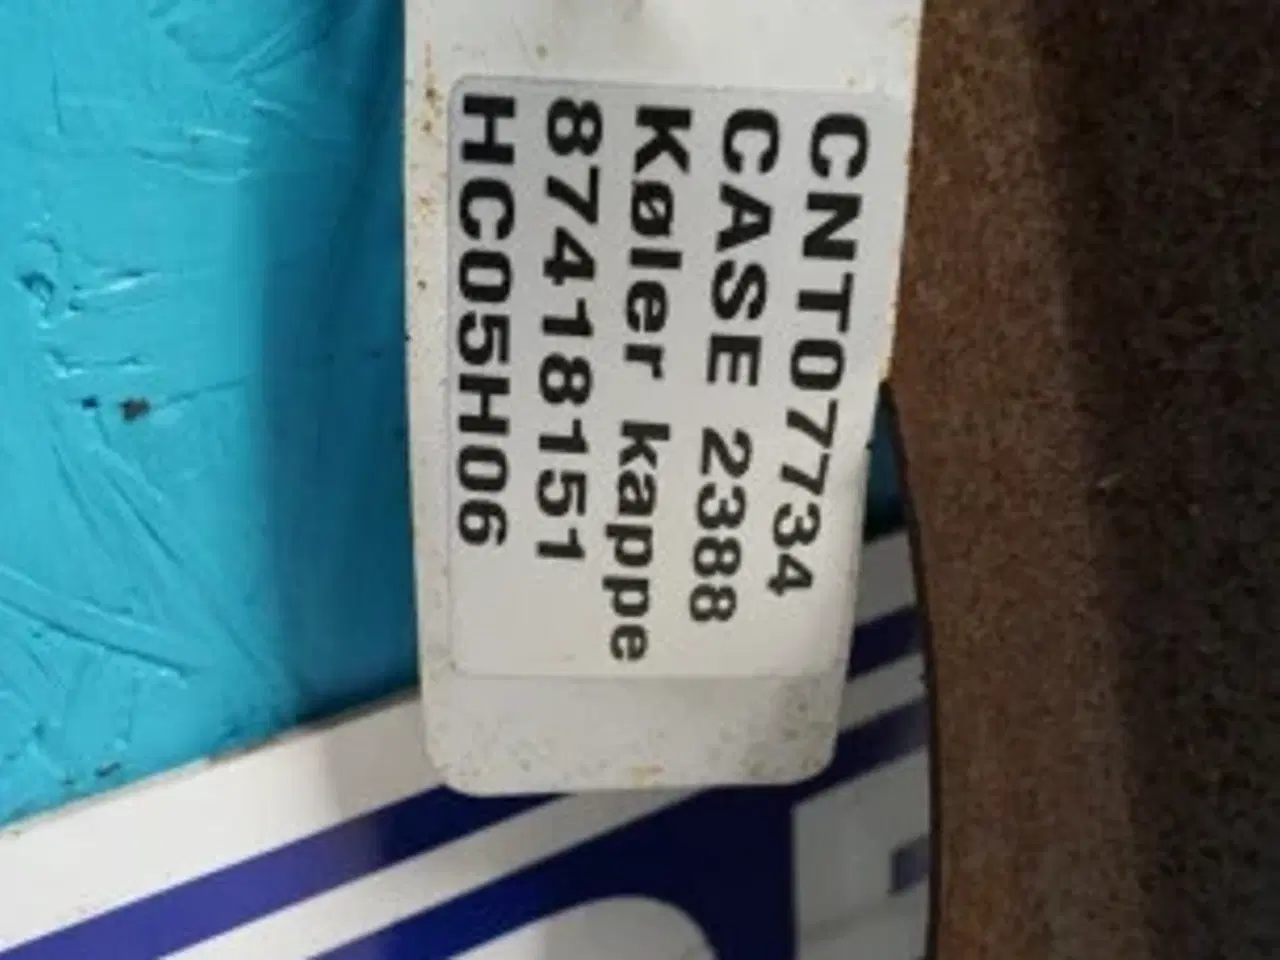 CNT07734
CASE 2388
Køler kappe
87418151
HC05H06